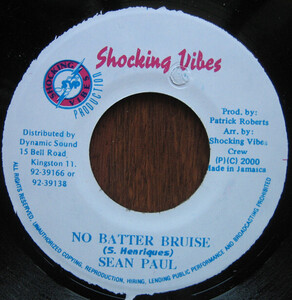 Shocking Vibes
SHOCKING VIBES
PRODUCTION
Prod. by:
Patrick Roberts
Arr. by:
Shocking Vibes
Crew
(P)(C) 2000
Made in Jamaica
Distributed by
Dynamic Sound
15 Bell Road
Kingston 11.
92-39166 or
92-39138
NO BATTER BRUISE
(S. Henriques)
SEAN PAUL
ALL RIGHTS RESERVED. UNAUTHORIZED COPYING, REPRODUCTION, HIRING, LENDING, PUBLIC PERFORMANCE AND BROADCASTING PROHIBITED